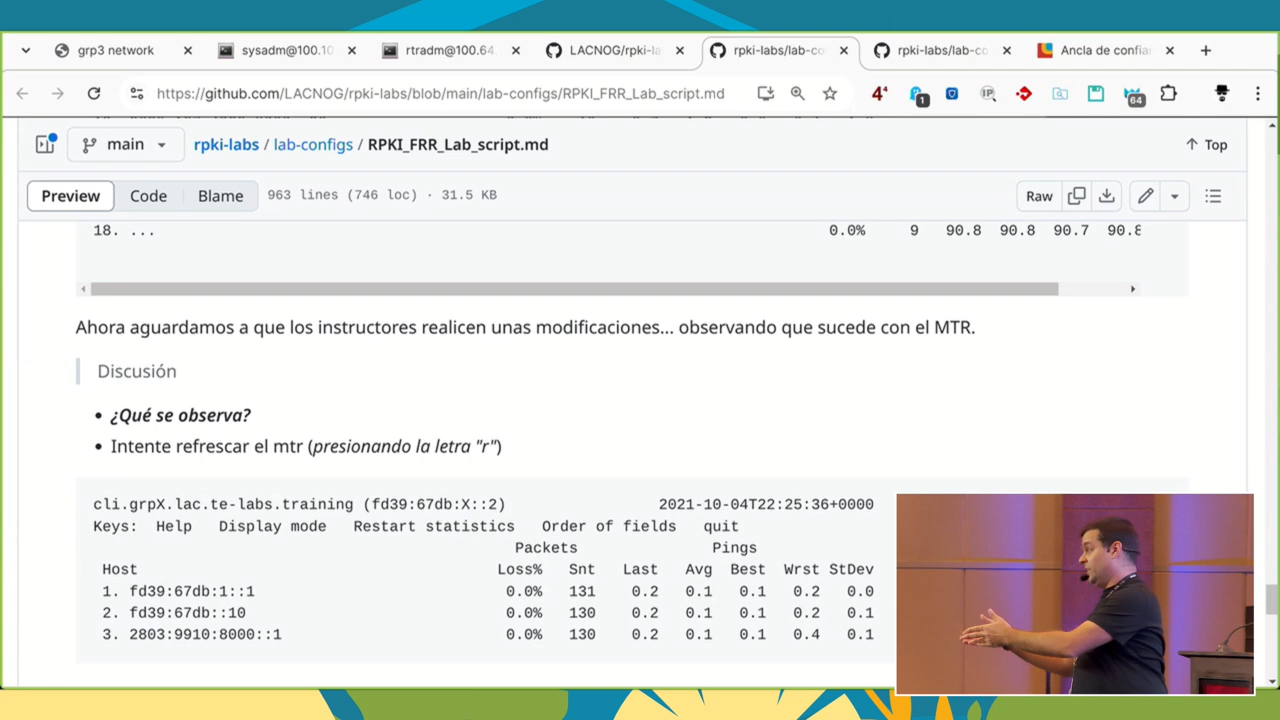 grp3 network
sysadm@100.10
rtradm@100.64
LACNOG/rpki-la
rpki-labs/lab-co
rpki-labs/lab-co
Ancla de confia
https://github.com/LACNOG/rpki-labs/blob/main/lab-configs/RPKI_FRR_Lab_script.md
4
1
IP
64
main
rpki-labs / lab-configs / RPKI_FRR_Lab_script.md
Top
Preview
Code
Blame
963 lines (746 loc) · 31.5 KB
Raw
18. ... 0.0% 9 90.8 90.8 90.7 90.8
Ahora aguardamos a que los instructores realicen unas modificaciones... observando que sucede con el MTR.
Discusión
• ¿Qué se observa?
• Intente refrescar el mtr (presionando la letra "r")
cli.grpX.lac.te-labs.training (fd39:67db:X::2) 2021-10-04T22:25:36+0000
Keys: Help Display mode Restart statistics Order of fields quit
Packets Pings
Host Loss% Snt Last Avg Best Wrst StDev
1. fd39:67db:1::1 0.0% 131 0.2 0.1 0.1 0.2 0.0
2. fd39:67db::10 0.0% 130 0.2 0.1 0.1 0.2 0.1
3. 2803:9910:8000::1 0.0% 130 0.2 0.1 0.1 0.4 0.1